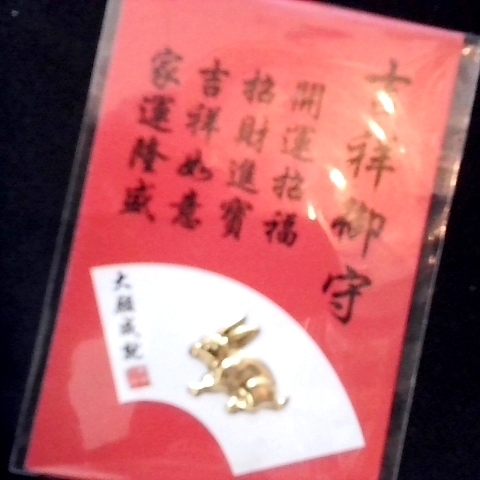 吉祥御守
開運招福
招財進寶
吉祥如意
家運隆盛
大願成就